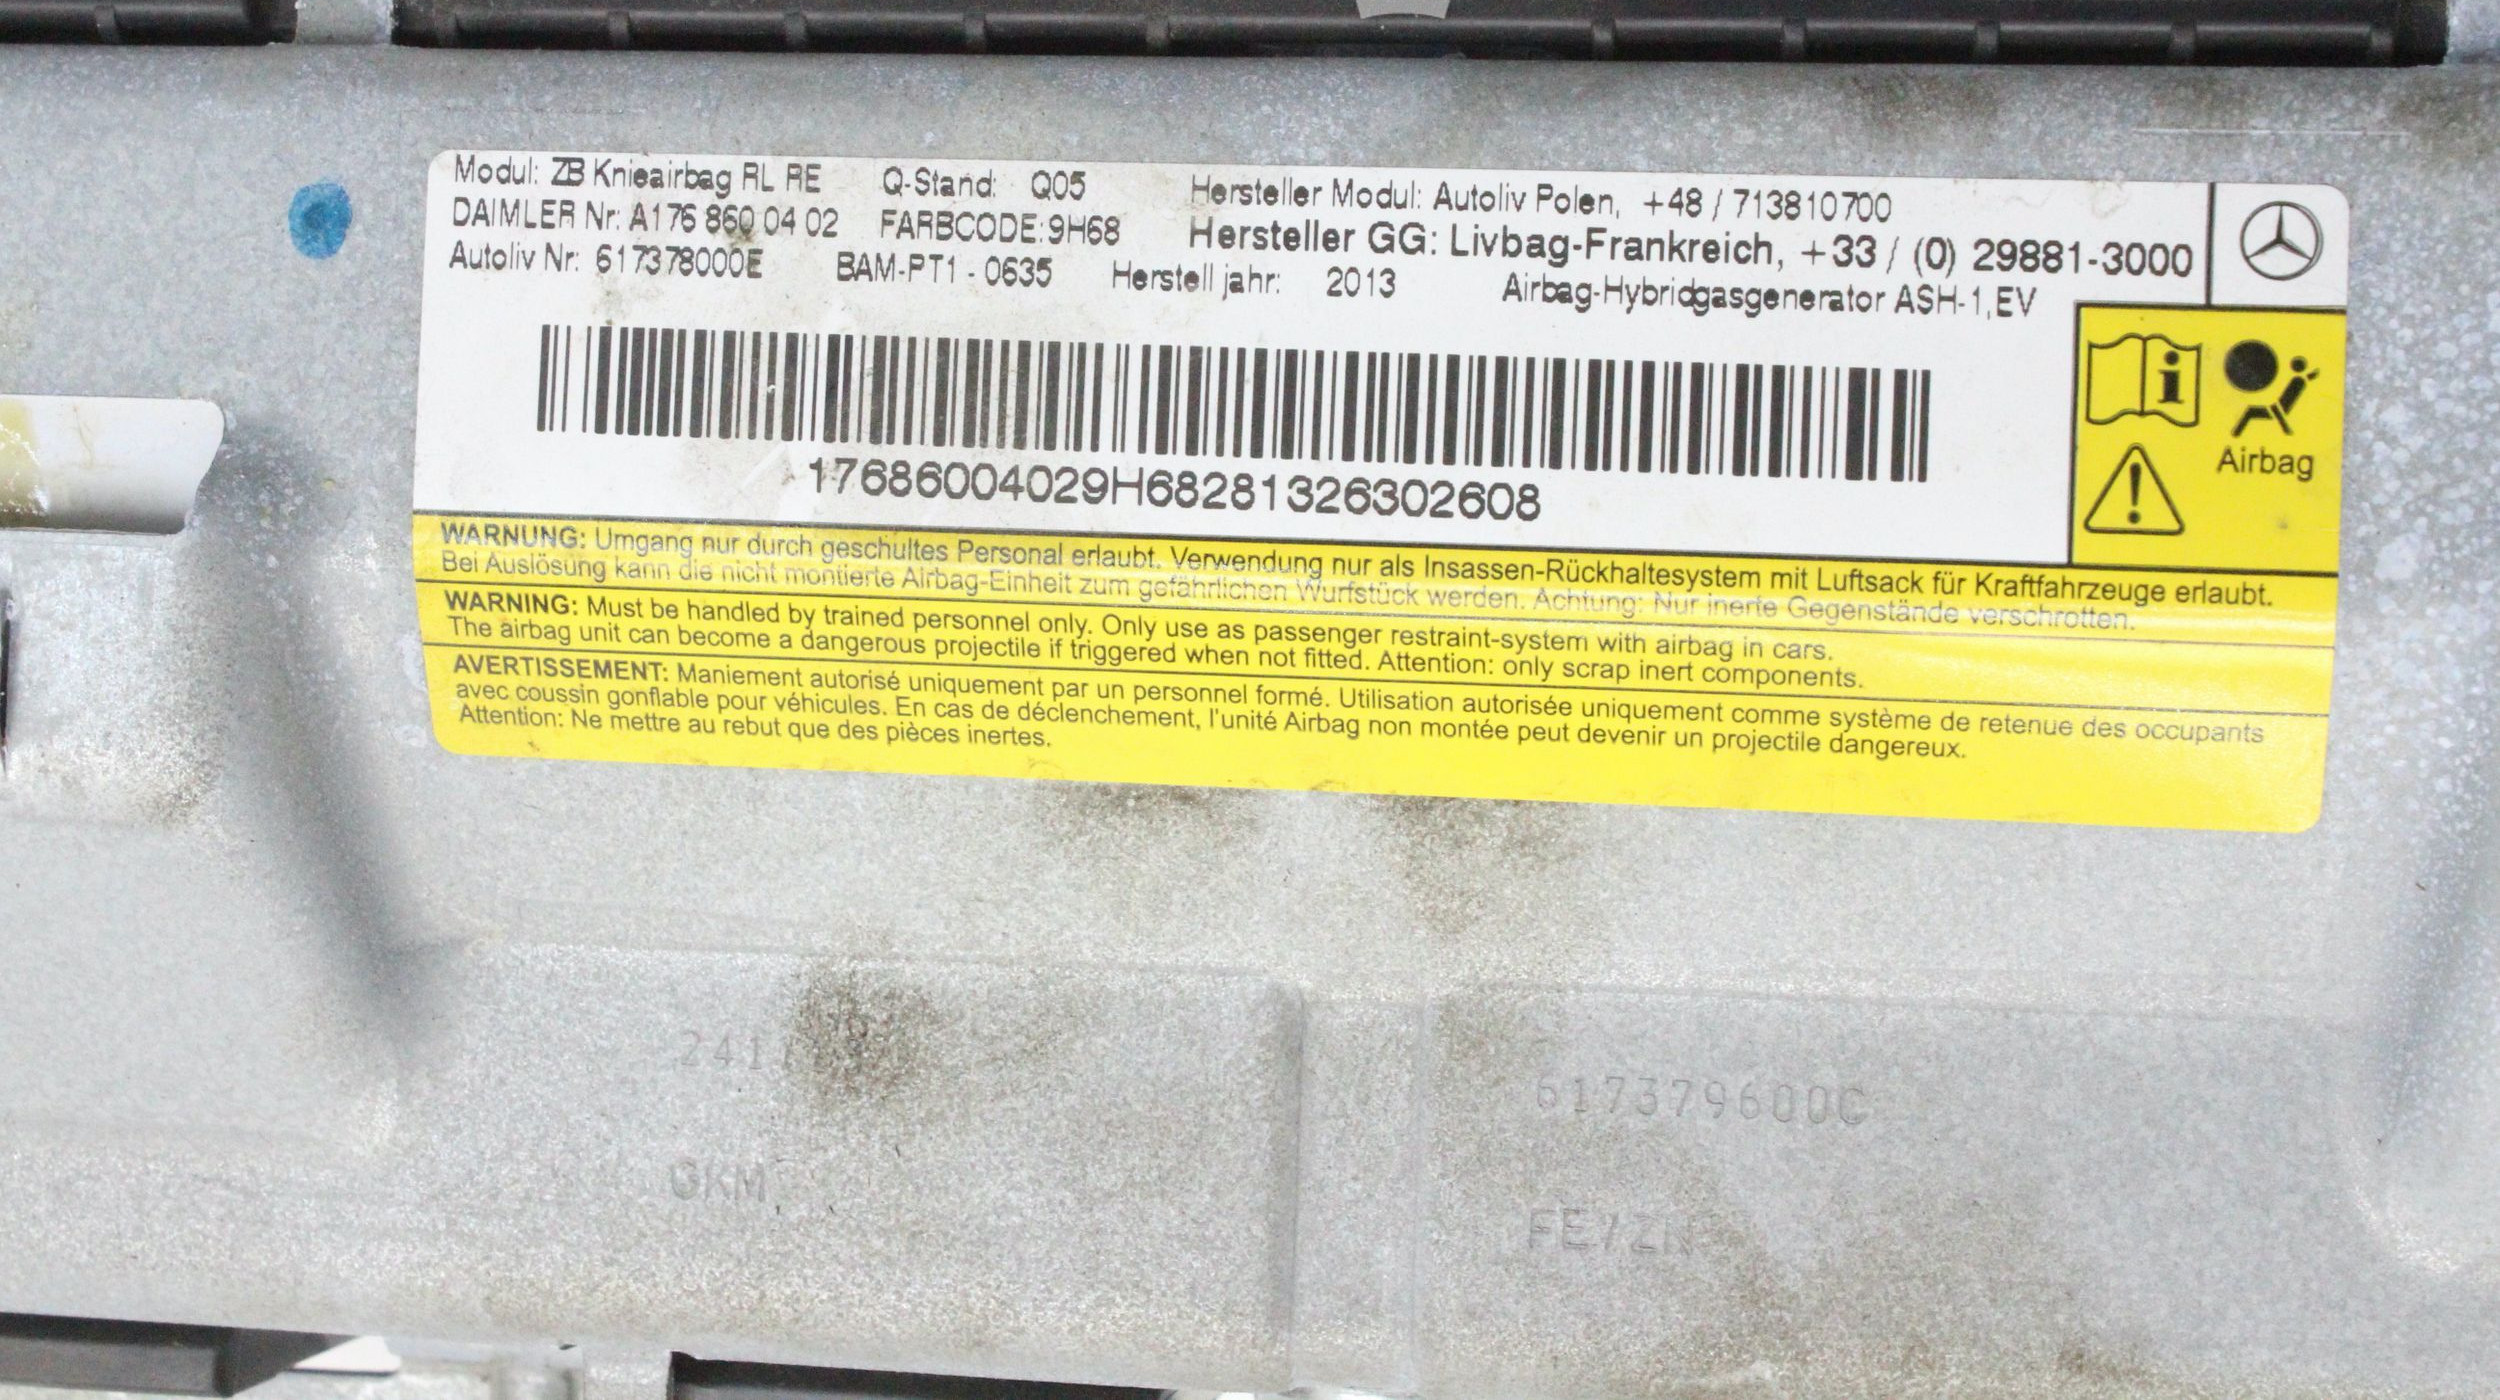 Modul: ZB Knieairbag RL RE Q-Stand: Q05 Hersteller Modul: Autoliv Polen, +48 / 713810700
DAIMLER Nr: A176 860 04 02 FARBCODE:9H68 Hersteller GG: Livbag-Frankreich, +33 / (0) 29881-3000
Autoliv Nr: 617378000E BAM-PT1 - 0635 Herstell jahr: 2013 Airbag-Hybridgasgenerator ASH-1,EV
17686004029H68281326302608
Airbag
WARNUNG: Umgang nur durch geschultes Personal erlaubt. Verwendung nur als Insassen-Rückhaltesystem mit Luftsack für Kraftfahrzeuge erlaubt.
Bei Auslösung kann die nicht montierte Airbag-Einheit zum gefährlichen Wurfstück werden. Achtung: Nur inerte Gegenstände verschrotten.
WARNING: Must be handled by trained personnel only. Only use as passenger restraint-system with airbag in cars.
The airbag unit can become a dangerous projectile if triggered when not fitted. Attention: only scrap inert components.
AVERTISSEMENT: Maniement autorisé uniquement par un personnel formé. Utilisation autorisée uniquement comme système de retenue des occupants
avec coussin gonflable pour véhicules. En cas de déclenchement, l'unité Airbag non montée peut devenir un projectile dangereux.
Attention: Ne mettre au rebut que des pièces inertes.
617379600C
GKM
FE/ZN